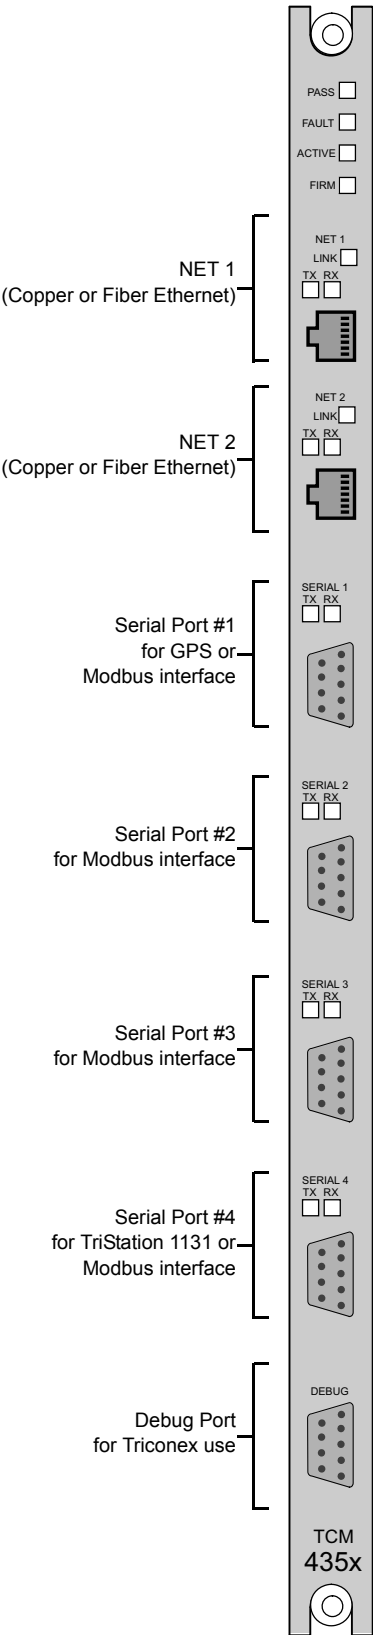 PASS
FAULT
ACTIVE
FIRM
NET 1
(Copper or Fiber Ethernet)
NET 1
LINK
TX RX
NET 2
(Copper or Fiber Ethernet)
NET 2
LINK
TX RX
Serial Port #1
for GPS or
Modbus interface
SERIAL 1
TX RX
Serial Port #2
for Modbus interface
SERIAL 2
TX RX
Serial Port #3
for Modbus interface
SERIAL 3
TX RX
Serial Port #4
for TriStation 1131 or
Modbus interface
SERIAL 4
TX RX
Debug Port
for Triconex use
DEBUG
TCM
435x